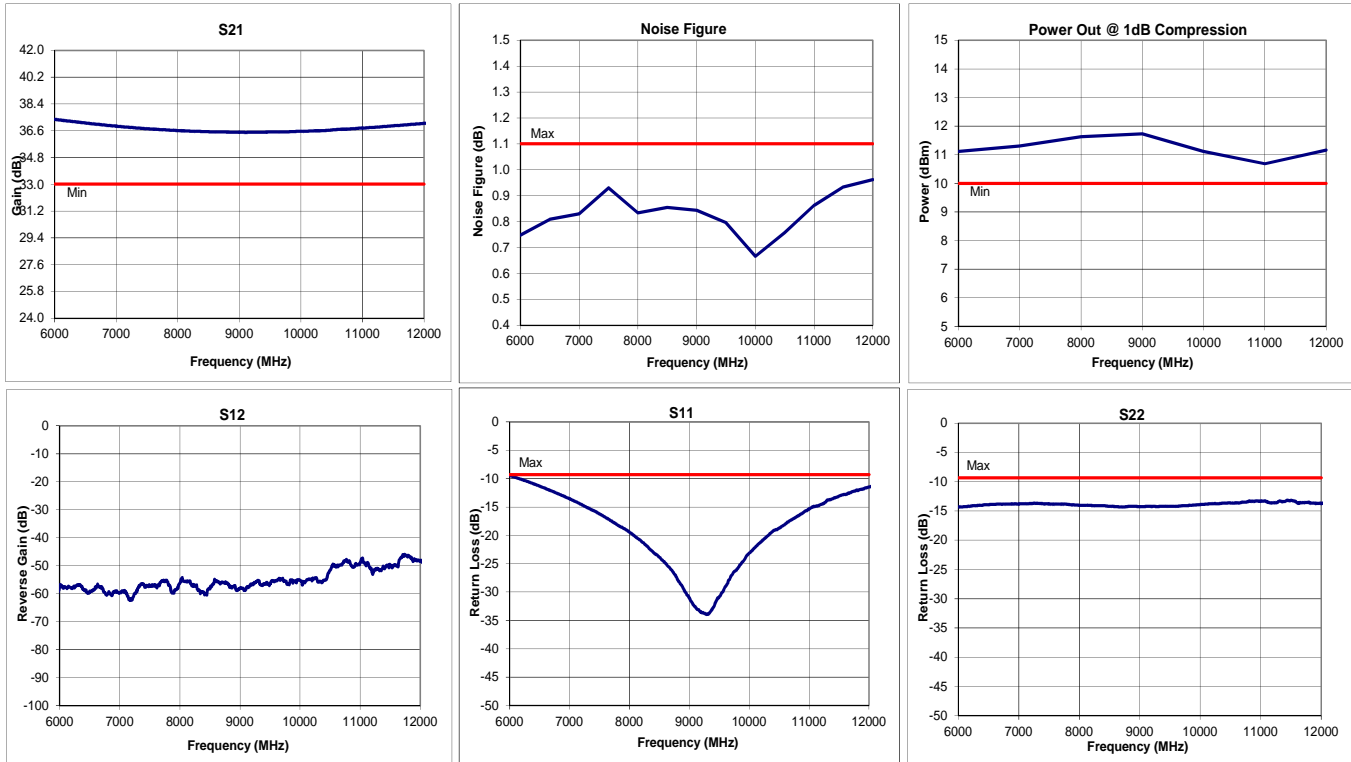 S21
Gain (dB)
42.0
40.2
38.4
36.6
34.8
33.0
31.2
29.4
27.6
25.8
24.0
Min
6000 7000 8000 9000 10000 11000 12000
Frequency (MHz)
Noise Figure
Noise Figure (dB)
1.5
1.4
1.3
1.2
1.1
1.0
0.9
0.8
0.7
0.6
0.5
0.4
Max
6000 7000 8000 9000 10000 11000 12000
Frequency (MHz)
Power Out @ 1dB Compression
Power (dBm)
15
14
13
12
11
10
9
8
7
6
5
Min
6000 7000 8000 9000 10000 11000 12000
Frequency (MHz)
S12
Reverse Gain (dB)
0
-10
-20
-30
-40
-50
-60
-70
-80
-90
-100
6000 7000 8000 9000 10000 11000 12000
Frequency (MHz)
S11
Return Loss (dB)
0
-5
-10
-15
-20
-25
-30
-35
-40
-45
-50
Max
6000 7000 8000 9000 10000 11000 12000
Frequency (MHz)
S22
Return Loss (dB)
0
-5
-10
-15
-20
-25
-30
-35
-40
-45
-50
Max
6000 7000 8000 9000 10000 11000 12000
Frequency (MHz)